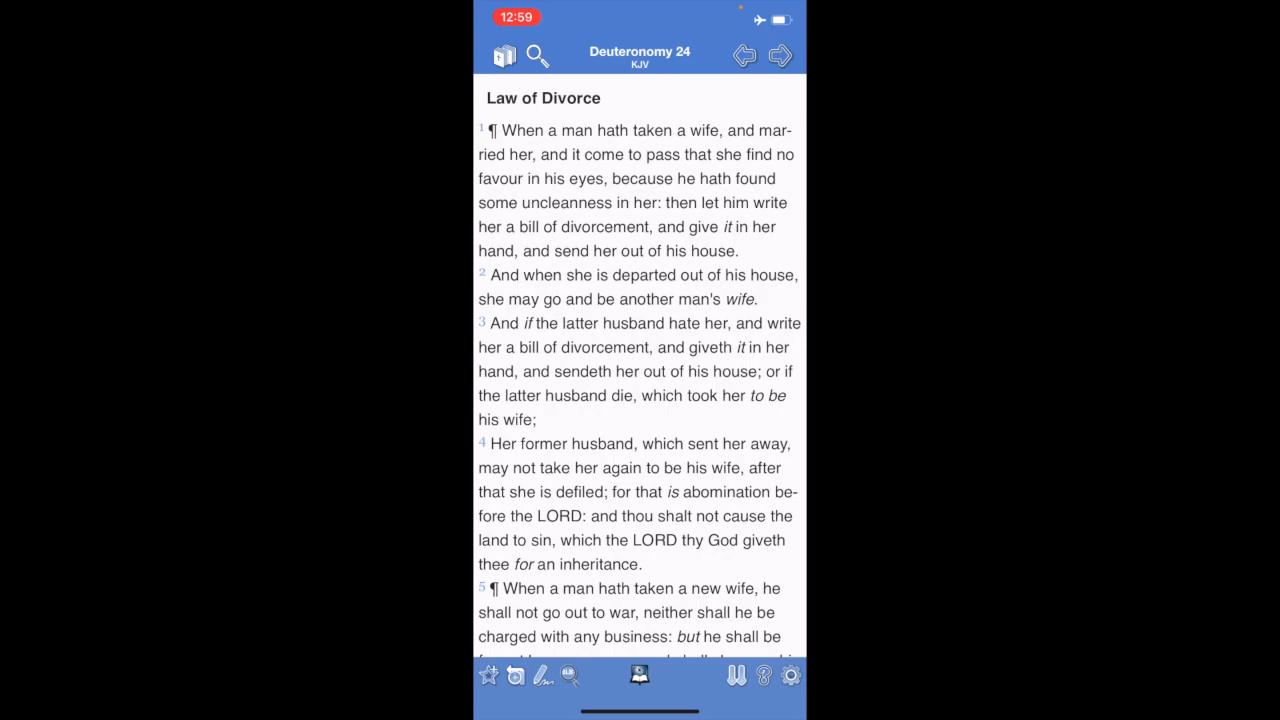 12:59
Deuteronomy 24
KJV
Law of Divorce
1 ¶ When a man hath taken a wife, and mar-
ried her, and it come to pass that she find no
favour in his eyes, because he hath found
some uncleanness in her: then let him write
her a bill of divorcement, and give it in her
hand, and send her out of his house.
2 And when she is departed out of his house,
she may go and be another man's wife.
3 And if the latter husband hate her, and write
her a bill of divorcement, and giveth it in her
hand, and sendeth her out of his house; or if
the latter husband die, which took her to be
his wife;
4 Her former husband, which sent her away,
may not take her again to be his wife, after
that she is defiled; for that is abomination be-
fore the LORD: and thou shalt not cause the
land to sin, which the LORD thy God giveth
thee for an inheritance.
5 ¶ When a man hath taken a new wife, he
shall not go out to war, neither shall he be
charged with any business: but he shall be